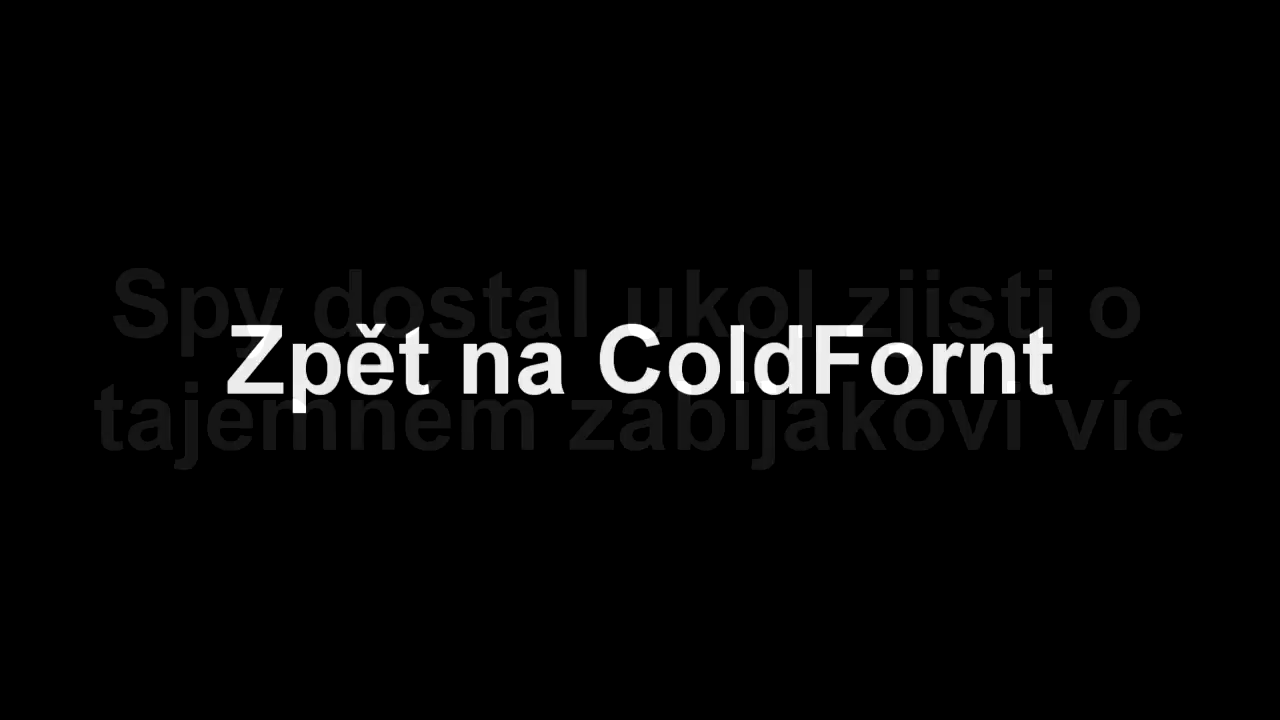 Spy dostal ukol zjisti o
Zpět na ColdFornt
tajemném zabijakovi víc